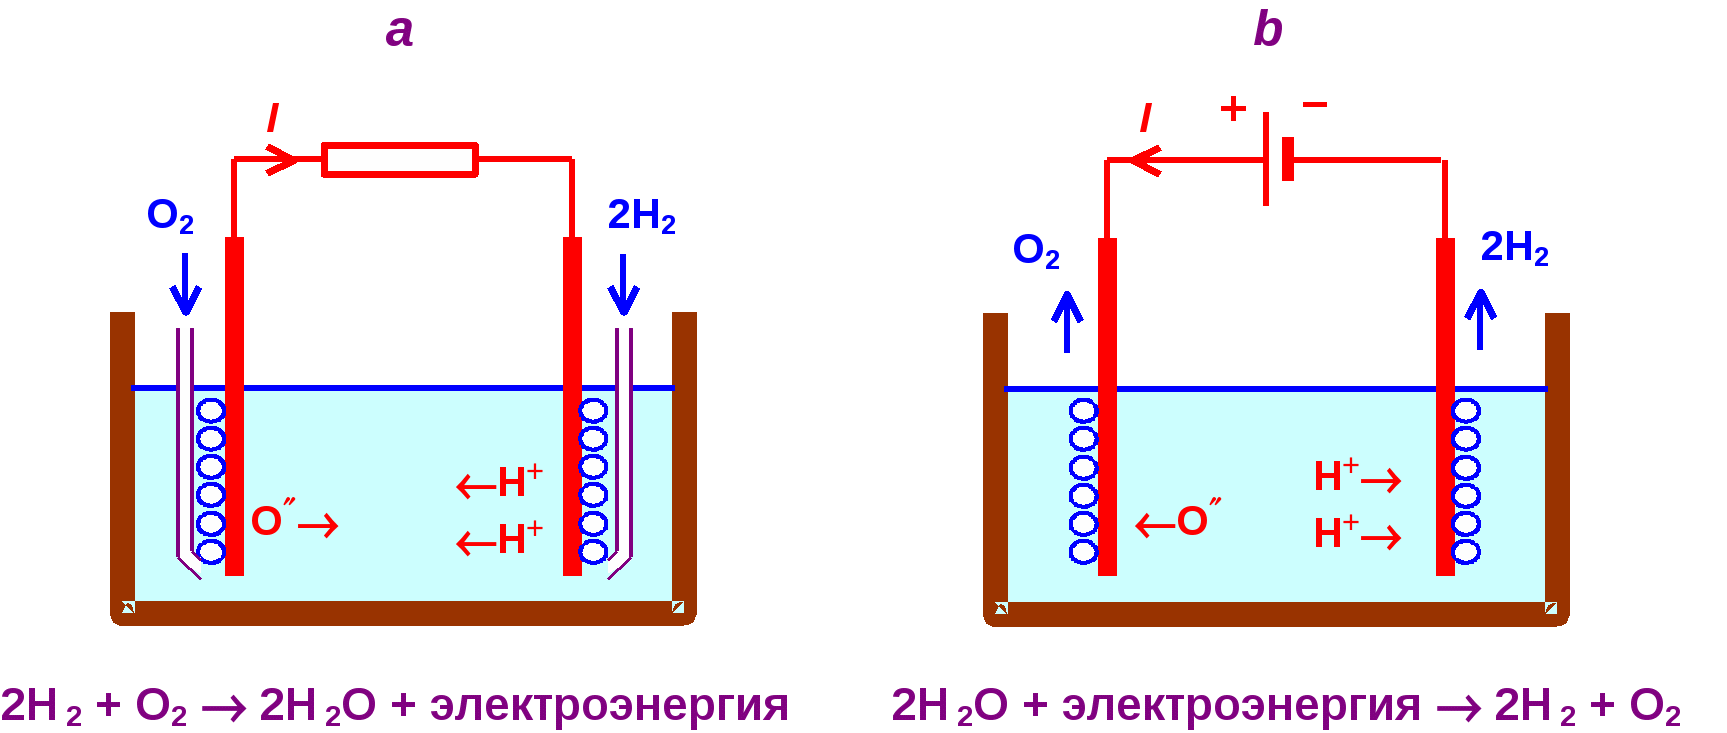 a b
I I + −
O₂ 2H₂ O₂ 2H₂
←H⁺ H⁺→
O″→ ←O″
←H⁺ H⁺→
2H₂ + O₂ → 2H₂O + электроэнергия 2H₂O + электроэнергия → 2H₂ + O₂